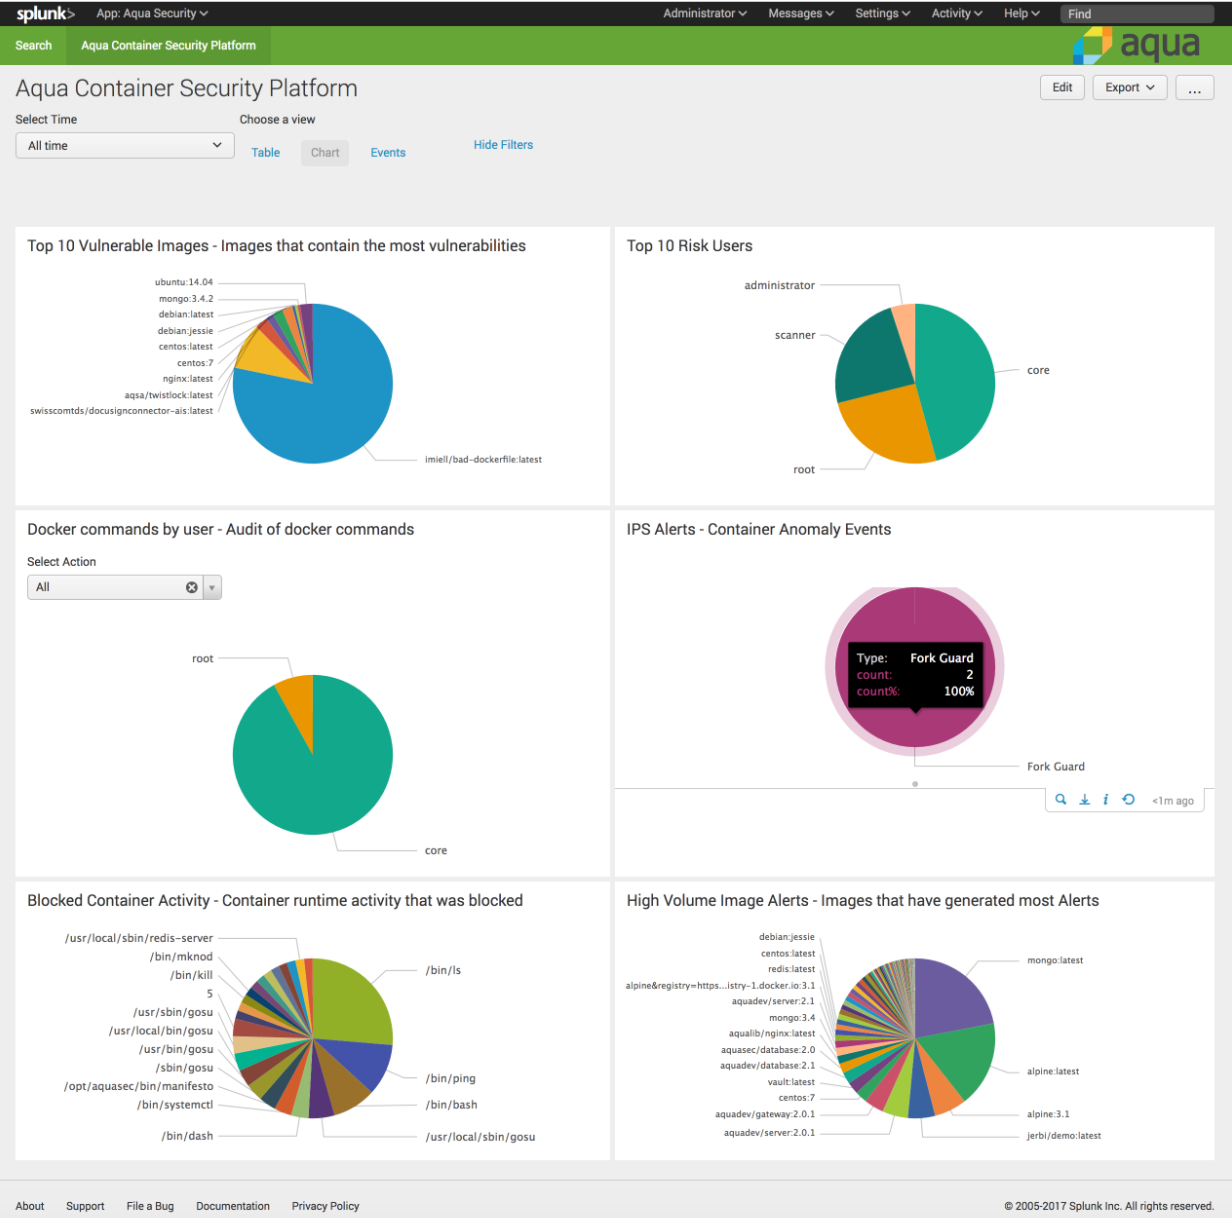 splunk> App: Aqua Security Administrator Messages Settings Activity Help Find
Search Aqua Container Security Platform aqua
Aqua Container Security Platform Edit Export ...
Select Time Choose a view
All time Table Chart Events Hide Filters
Top 10 Vulnerable Images - Images that contain the most vulnerabilities
ubuntu:14.04
mongo:3.4.2
debian:latest
debian:jessie
centos:latest
centos:7
nginx:latest
aqsa/twistlock:latest
swisscomtds/docusignconnector-ais:latest
imiell/bad-dockerfile:latest
Top 10 Risk Users
administrator
scanner
core
root
Docker commands by user - Audit of docker commands
Select Action
All
root
core
IPS Alerts - Container Anomaly Events
Type: Fork Guard
count: 2
count%: 100%
Fork Guard
<1m ago
Blocked Container Activity - Container runtime activity that was blocked
/usr/local/sbin/redis-server
/bin/mknod
/bin/kill
5
/usr/sbin/gosu
/usr/local/bin/gosu
/usr/bin/gosu
/sbin/gosu
/opt/aquasec/bin/manifesto
/bin/systemctl
/bin/dash
/bin/ls
/bin/ping
/bin/bash
/usr/local/sbin/gosu
High Volume Image Alerts - Images that have generated most Alerts
debian:jessie
centos:latest
redis:latest
alpine&registry=https...istry-1.docker.io:3.1
aquadev/server:2.1
mongo:3.4
aqualib/nginx:latest
aquasec/database:2.0
aquadev/database:2.1
vault:latest
centos:7
aquadev/gateway:2.0.1
aquadev/server:2.0.1
mongo:latest
alpine:latest
alpine:3.1
jerbi/demo:latest
About Support File a Bug Documentation Privacy Policy © 2005-2017 Splunk Inc. All rights reserved.